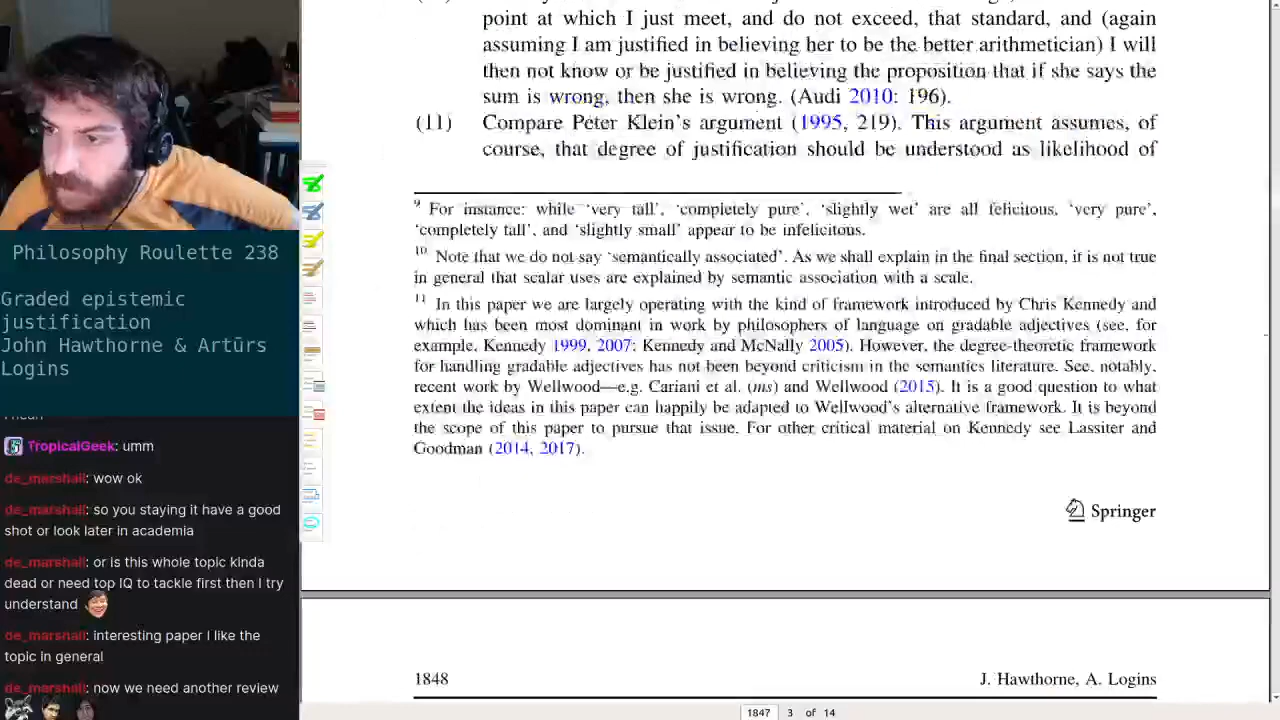 point at which I just meet, and do not exceed, that standard, and (again
assuming I am justified in believing her to be the better arithmetician) I will
then not know or be justified in believing the proposition that if she says the
sum is wrong, then she is wrong. (Audi 2010: 196).
(11) Compare Peter Klein's argument (1995, 219). This argument assumes, of
course, that degree of justification should be understood as likelihood of
9 For instance: while 'very tall', 'completely pure', 'slightly wet' are all felicitous, 'very pure',
'completely tall', and 'slightly small' appear to be infelicitous.
10 Note that we do not say 'semantically associated'. As we shall explain in the final section, it is not true
in general that scalar uses are explained by semantic association with a scale.
11 In this paper we are largely operating with the kind of framework introduced by Chris Kennedy and
which has been most dominant in work by philosophers of language on gradable adjectives (see, for
example, Kennedy 1999, 2007; Kennedy and McNally 2005). However, the degree-theoretic framework
for handling gradable adjectives has not been beyond criticism in the semantics literature. See, notably,
recent work by Wellwood—e.g. Cariani et al. (ms) and Wellwood (2015). It is a good question to what
extent the ideas in this paper can happily be adapted to Wellwood's alternative framework. It is beyond
the scope of this paper to pursue that issue. For other critical material on Kennedy see Lassiter and
Goodman (2014, 2017).
Springer
1848 J. Hawthorne, A. Logins
1847 3 of 14
Philosophy Roulette 238
Graded epistemic
justification
John Hawthorne & Artūrs
Logins
TropicalGeek: umm
de_marshall: wow ok
de_marshall: so you staying it have a good
shot or look later in academia
de_marshall: or is this whole topic kinda
dead or need top IQ to tackle first then I try
understand
de_marshall: interesting paper I like the
topic in general
de_marshall: now we need another review